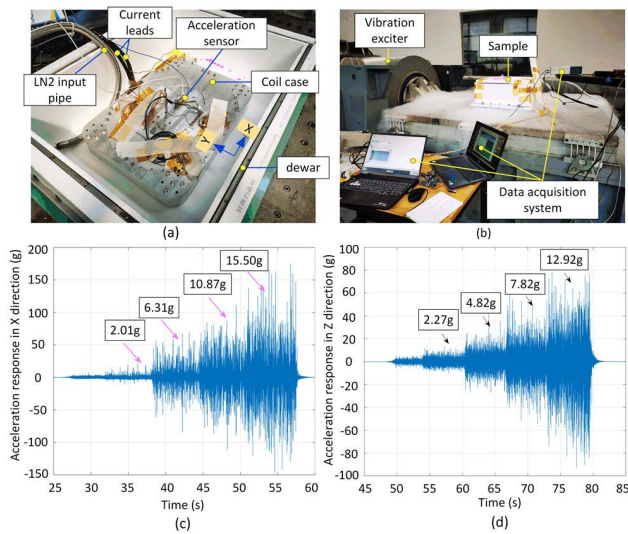 Current leads
Acceleration sensor
LN2 input pipe
Coil case
Y
X
dewar
(a)
Vibration exciter
Sample
Data acquisition system
(b)
Acceleration response in X direction (g)
200
150
100
50
0
-50
-100
-150
2.01g
6.31g
10.87g
15.50g
25
30
35
40
45
50
55
60
Time (s)
(c)
Acceleration response in Z direction (g)
100
80
60
40
20
0
-20
-40
-60
-80
-100
2.27g
4.82g
7.82g
12.92g
45
50
55
60
65
70
75
80
85
Time (s)
(d)